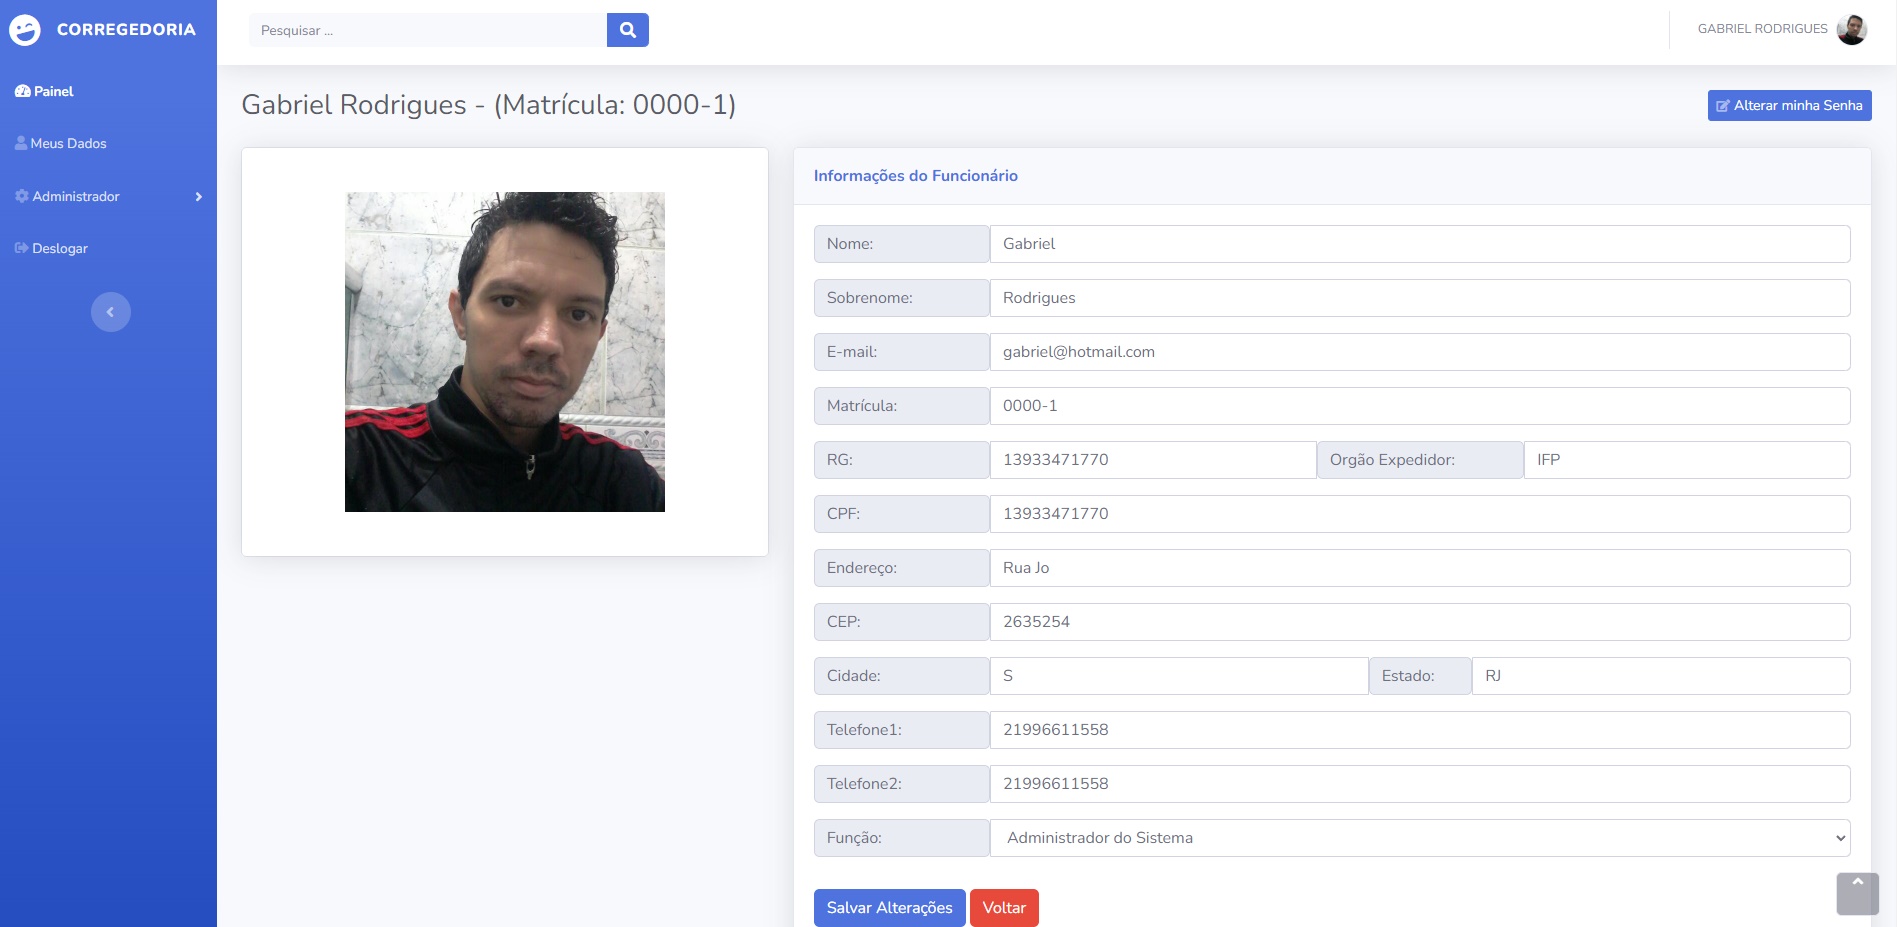 CORREGEDORIA
Pesquisar ...
GABRIEL RODRIGUES
Painel
Meus Dados
Administrador
Deslogar
Gabriel Rodrigues - (Matrícula: 0000-1)
Alterar minha Senha
Informações do Funcionário
Nome: Gabriel
Sobrenome: Rodrigues
E-mail: gabriel@hotmail.com
Matrícula: 0000-1
RG: 13933471770 Orgão Expedidor: IFP
CPF: 13933471770
Endereço: Rua Jo
CEP: 2635254
Cidade: S Estado: RJ
Telefone1: 21996611558
Telefone2: 21996611558
Função: Administrador do Sistema
Salvar Alterações Voltar